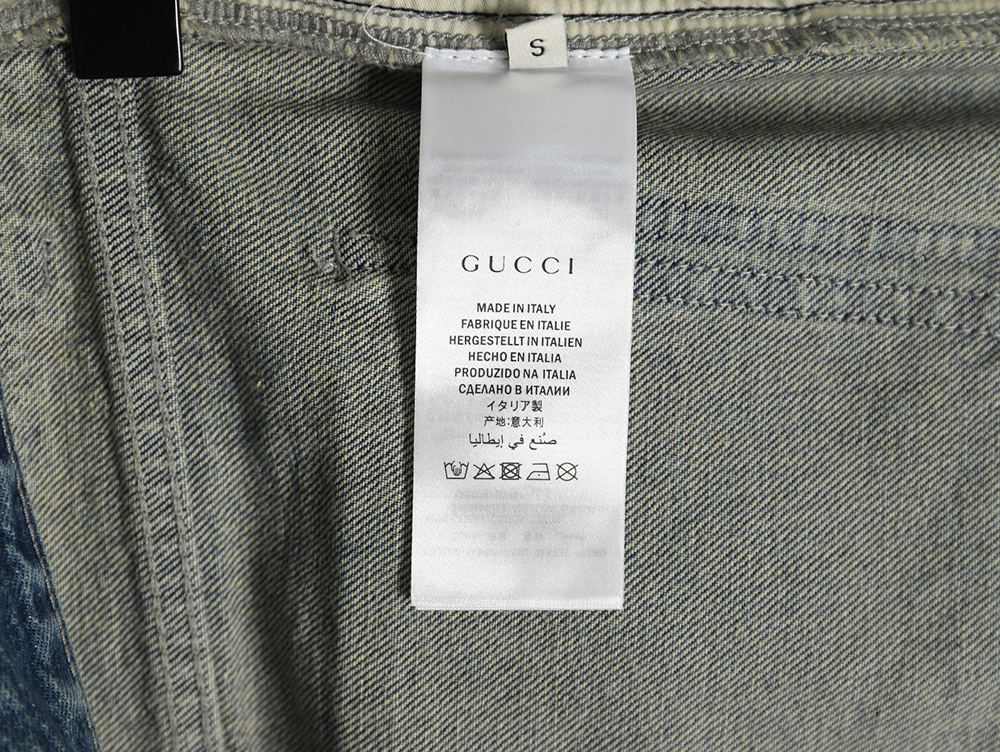 S
GUCCI
MADE IN ITALY
FABRIQUE EN ITALIE
HERGESTELLT IN ITALIEN
HECHO EN ITALIA
PRODUZIDO NA ITALIA
СДЕЛАНО В ИТАЛИИ
イタリア製
产地:意大利
صُنع في إيطاليا